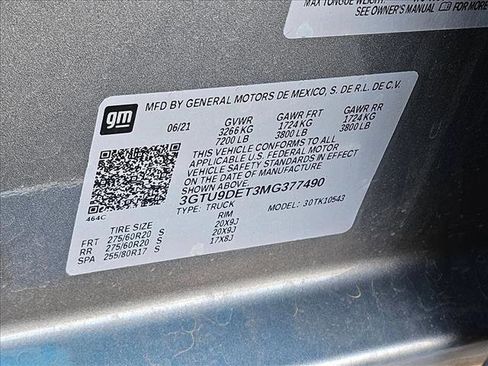 MAX TONGUE WEIGHT
SEE OWNER'S MANUAL FOR MORE
gm
MFD BY GENERAL MOTORS DE MEXICO, S. DE R.L. DE C.V.
06/21 GVWR GAWR FRT GAWR RR
3266KG 1724KG 1724KG
7200 LB 3800 LB 3800 LB
THIS VEHICLE CONFORMS TO ALL
APPLICABLE U.S. FEDERAL MOTOR
VEHICLE SAFETY STANDARDS IN EFFECT
ON THE DATE OF MANUFACTURE
SHOWN ABOVE.
3GTU9DET3MG377490
TYPE: TRUCK MODEL: 30TK10543
464C
TIRE SIZE RIM
FRT 275/60R20 S 20X9J
RR 275/60R20 S 20X9J
SPA 255/80R17 S 17X8J